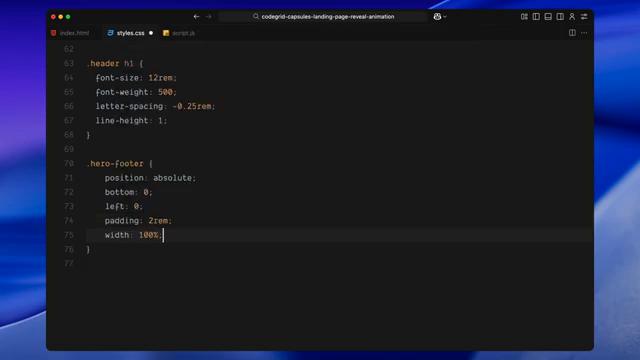 codegrid-capsules-landing-page-reveal-animation
index.html
styles.css
script.js
62
63 .header h1 {
64 font-size: 12rem;
65 font-weight: 500;
66 letter-spacing: -0.25rem;
67 line-height: 1;
68 }
69
70 .hero-footer {
71 position: absolute;
72 bottom: 0;
73 left: 0;
74 padding: 2rem;
75 width: 100%;
76 }
77